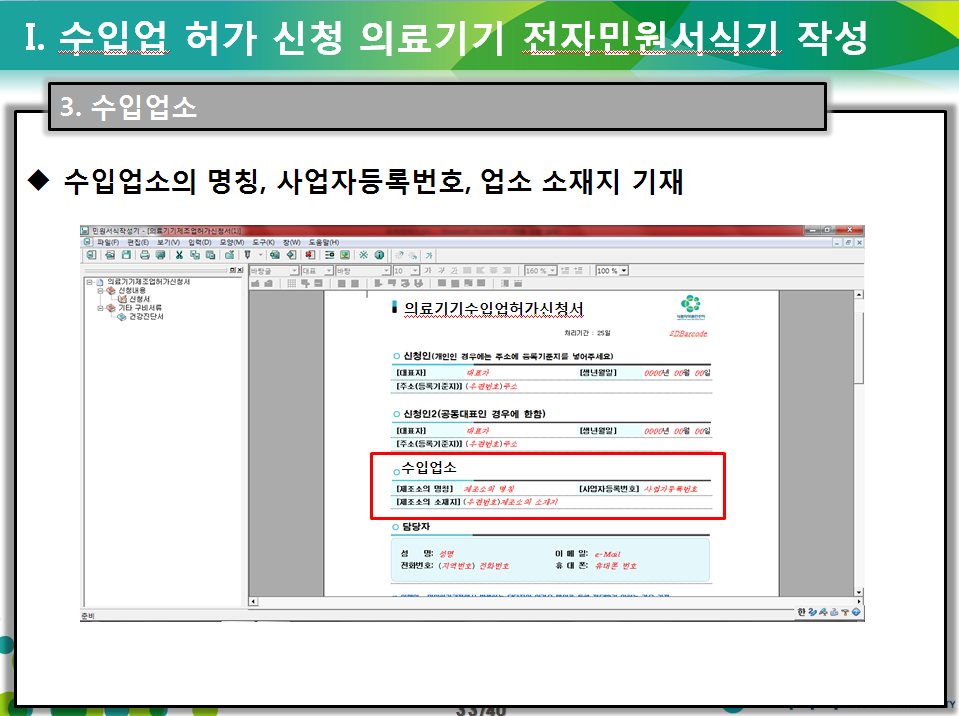 I. 수입업 허가 신청 의료기기 전자민원서식기 작성
3. 수입업소
◆ 수입업소의 명칭, 사업자등록번호, 업소 소재지 기재
민원서식작성기 - [의료기기제조업허가신청서(1)]
파일(F) 편집(E) 보기(V) 입력(D) 모양(M) 도구(K) 창(W) 도움말(H)
바탕글 대표 바탕 10 가 가 가 160 % 100 %
의료기기제조업허가신청서
신청내용
신청서
기타 구비서류
건강진단서
의료기기수입업허가신청서
처리기간 : 25일
2DBarcode
신청인(개인인 경우에는 주소에 등록기준지를 넣어주세요)
[대표자] 대표자 [생년월일] 0000년 00월 00일
[주소(등록기준지)] (우편번호)주소
신청인2(공동대표인 경우에 한함)
[대표자] 대표자 [생년월일] 0000년 00월 00일
[주소(등록기준지)] (우편번호)주소
수입업소
[제조소의 명칭] 제조소의 명칭 [사업자등록번호] 사업자등록번호
[제조소의 소재지] (우편번호)제조소의 소재지
담당자
성 명: 성명 이 메 일: e-Mail
전화번호: (지역번호) 전화번호 휴 대 폰: 휴대폰 번호
준비
한
33/40